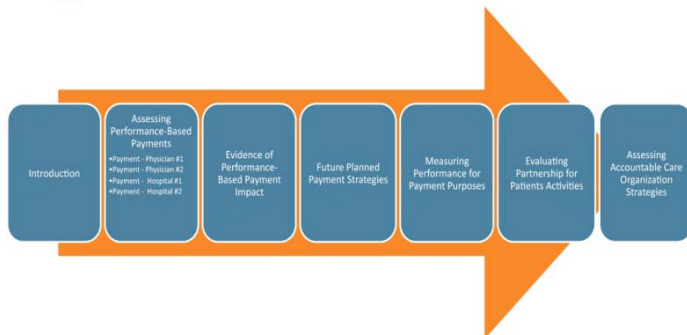 Introduction
Assessing
Performance-Based
Payments
•Payment - Physician #1
•Payment - Physician #2
•Payment - Hospital #1
•Payment - Hospital #2
Evidence of
Performance-
Based Payment
Impact
Future Planned
Payment Strategies
Measuring
Performance for
Payment Purposes
Evaluating
Partnership for
Patients Activities
Assessing
Accountable Care
Organization
Strategies